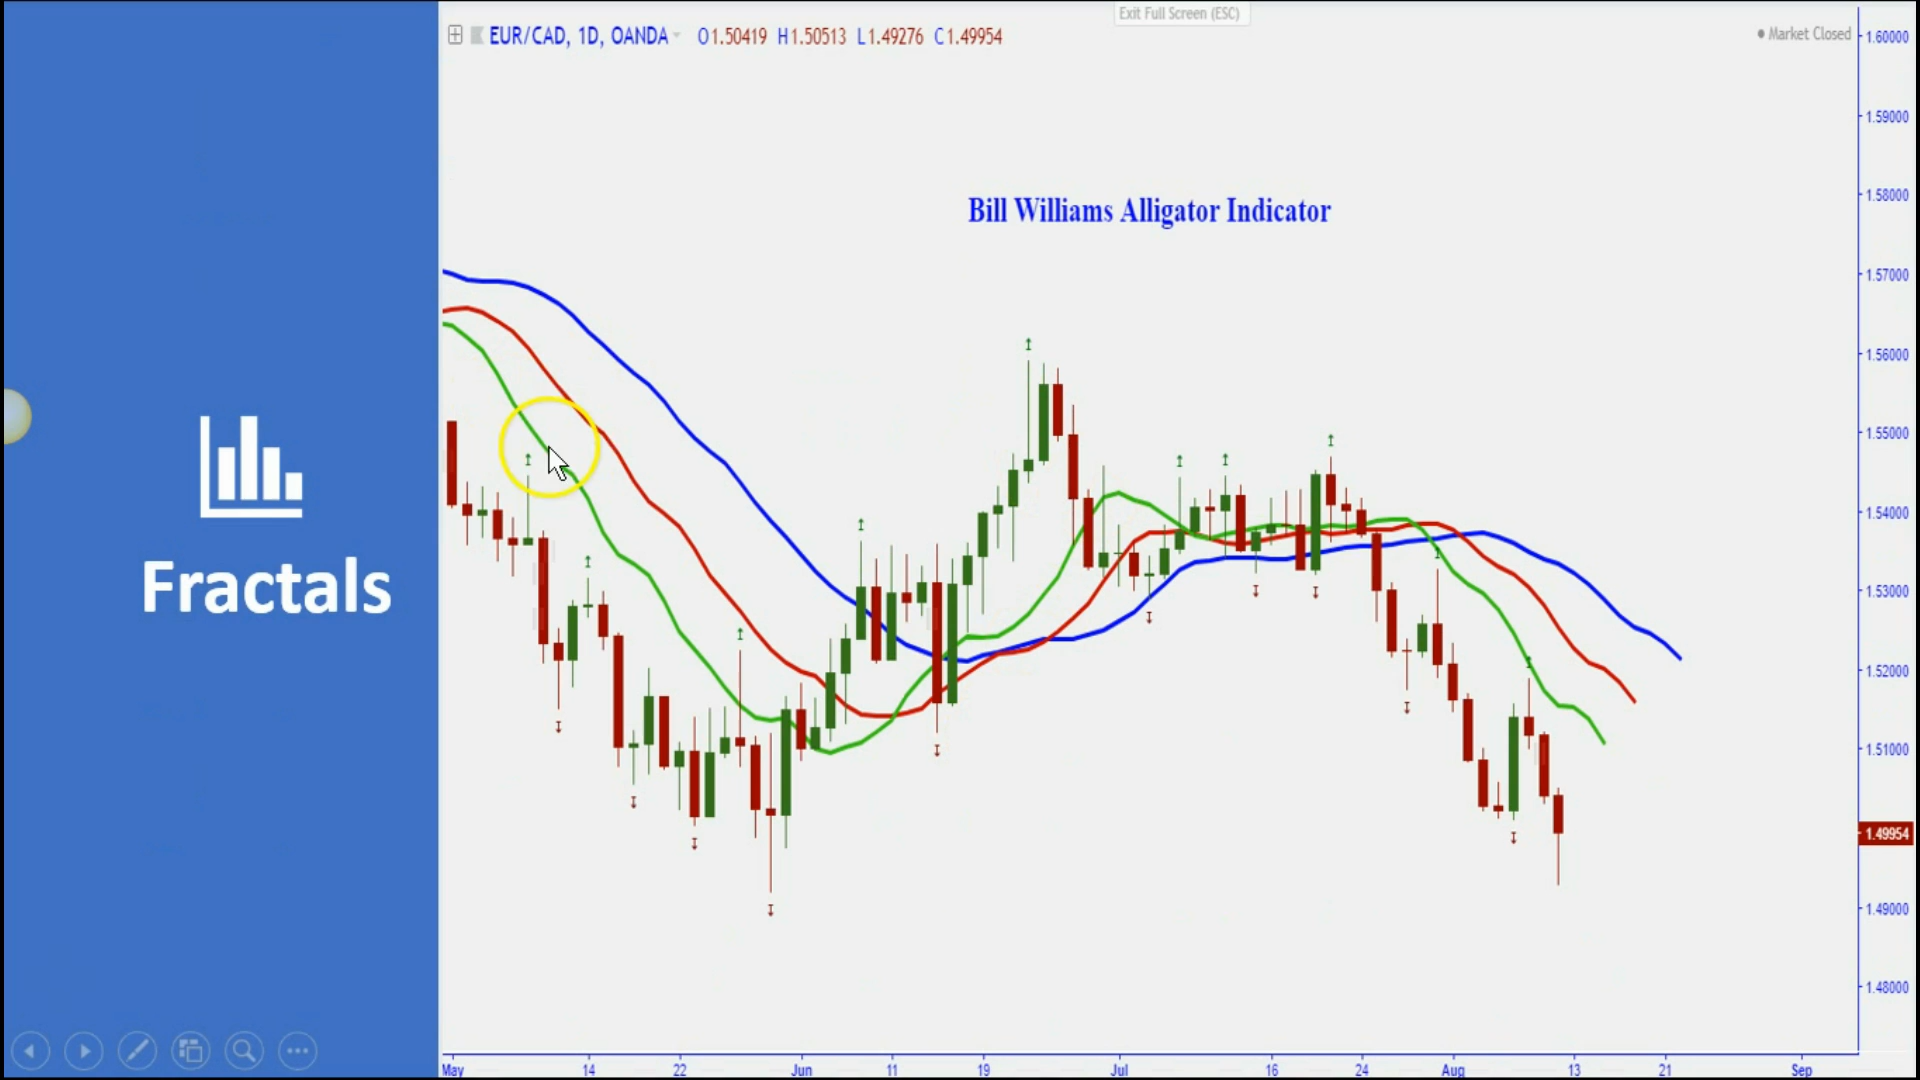 Exit Full Screen (ESC)
EUR/CAD, 1D, OANDA O1.50419 H1.50513 L1.49276 C1.49954
Market Closed
Bill Williams Alligator Indicator
Fractals
1.60000
1.59000
1.58000
1.57000
1.56000
1.55000
1.54000
1.53000
1.52000
1.51000
1.49954
1.49000
1.48000
May 14 22 Jun 11 19 Jul 16 24 Aug 13 21 Sep